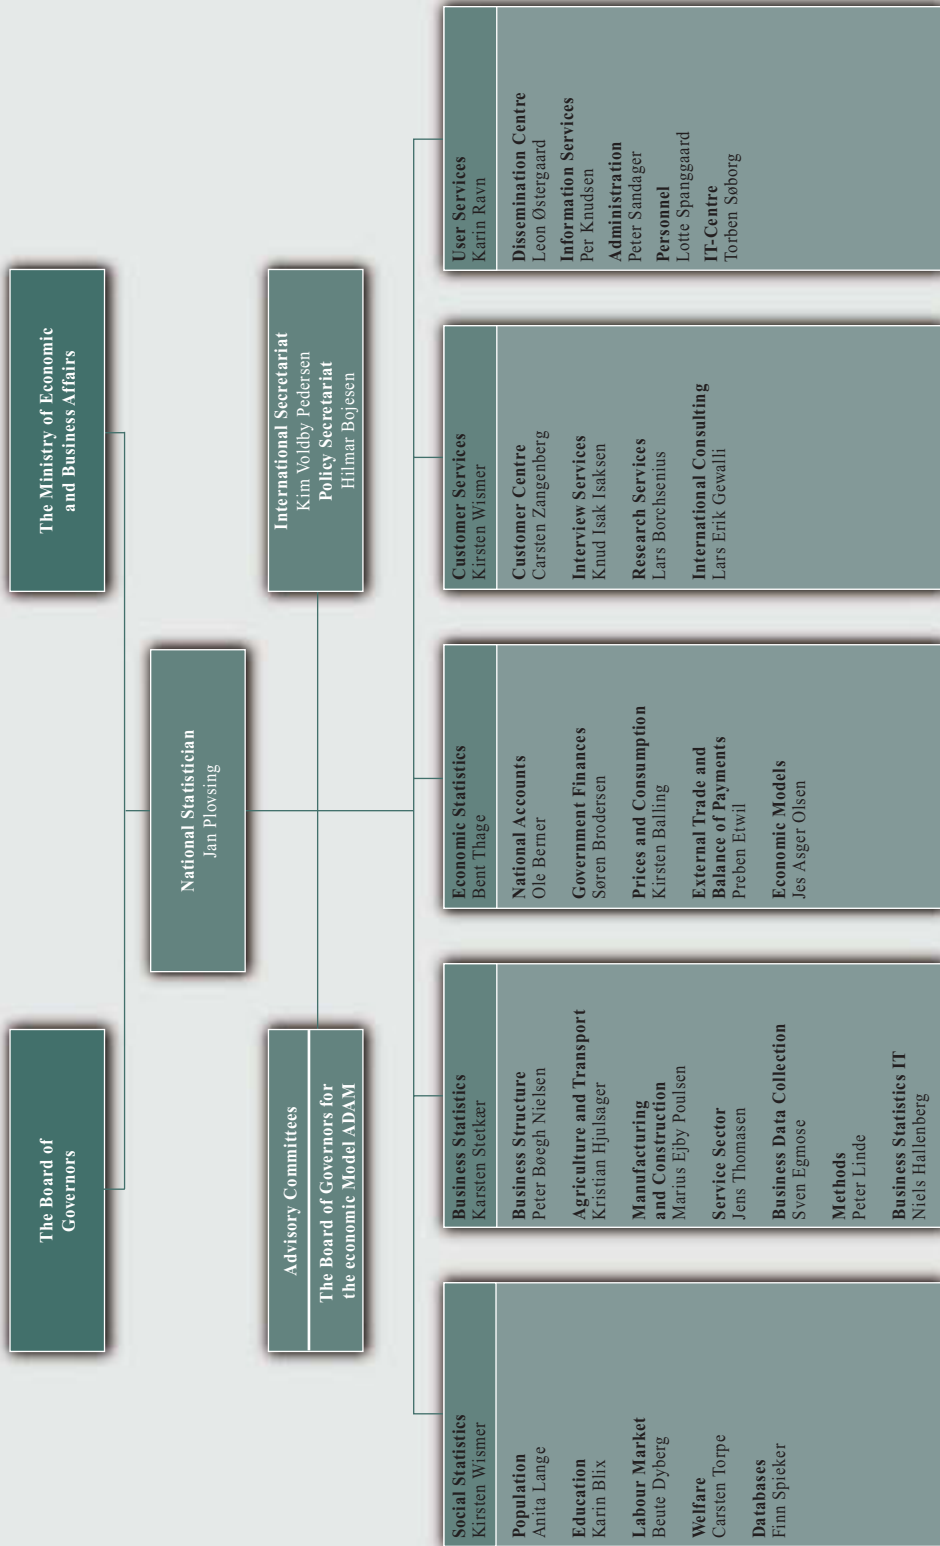 The Board of
Governors
The Ministry of Economic
and Business Affairs
National Statistician
Jan Plovsing
Advisory Committees
The Board of Governors for
the economic Model ADAM
International Secretariat
Kim Voldby Pedersen
Policy Secretariat
Hilmar Bojesen
Social Statistics
Kirsten Wismer
Population
Anita Lange
Education
Karin Blix
Labour Market
Beute Dyberg
Welfare
Carsten Torpe
Databases
Finn Spieker
Business Statistics
Karsten Stetkær
Business Structure
Peter Bøegh Nielsen
Agriculture and Transport
Kristian Hjulsager
Manufacturing
and Construction
Marius Ejby Poulsen
Service Sector
Jens Thomasen
Business Data Collection
Sven Egmose
Methods
Peter Linde
Business Statistics IT
Niels Hallenberg
Economic Statistics
Bent Thage
National Accounts
Ole Berner
Government Finances
Søren Brodersen
Prices and Consumption
Kirsten Balling
External Trade and
Balance of Payments
Preben Etwil
Economic Models
Jes Asger Olsen
Customer Services
Kirsten Wismer
Customer Centre
Carsten Zangenberg
Interview Services
Knud Isak Isaksen
Research Services
Lars Borchsenius
International Consulting
Lars Erik Gewalli
User Services
Karin Ravn
Dissemination Centre
Leon Østergaard
Information Services
Per Knudsen
Administration
Peter Sandager
Personnel
Lotte Spanggaard
IT-Centre
Torben Søborg